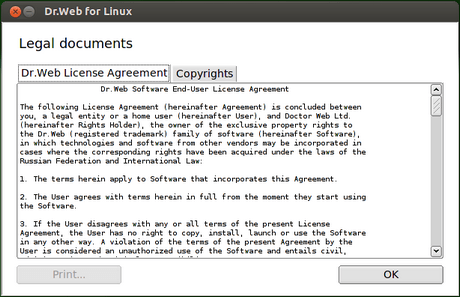 Dr.Web for Linux
Legal documents
Dr.Web License Agreement
Copyrights
Dr.Web Software End-User License Agreement
The following License Agreement (hereinafter Agreement) is concluded between
you, a legal entity or a home user (hereinafter User), and Doctor Web Ltd.
(hereinafter Rights Holder), the owner of the exclusive property rights to
the Dr.Web (registered trademark) family of software (hereinafter Software),
in which technologies and software from other vendors may be incorporated in
cases where the corresponding rights have been acquired under the laws of the
Russian Federation and International Law:
1. The terms herein apply to Software that incorporates this Agreement.
2. The User agrees with terms herein in full from the moment they start using
the Software.
3. If the User disagrees with any or all terms of the present License
Agreement, the User has no right to copy, install, launch or use the Software
in any other way. A violation of the terms of the present Agreement by the
User is considered an unauthorized use of the Software and entails civil,
Print...
OK